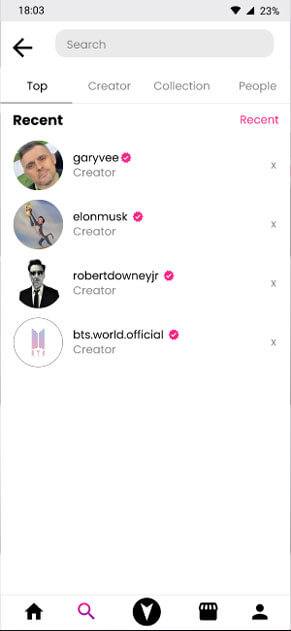 18:03
23%
Search
Top
Creator
Collection
People
Recent
Recent
garyvee
Creator
x
elonmusk
Creator
x
robertdowneyjr
Creator
x
bts.world.official
Creator
x
BTS